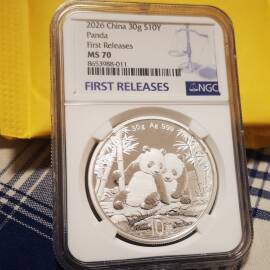 2026 China 30g S10Y
Panda
First Releases
MS 70
8653988-011
FIRST RELEASES
NGC
30g Ag.999
10元